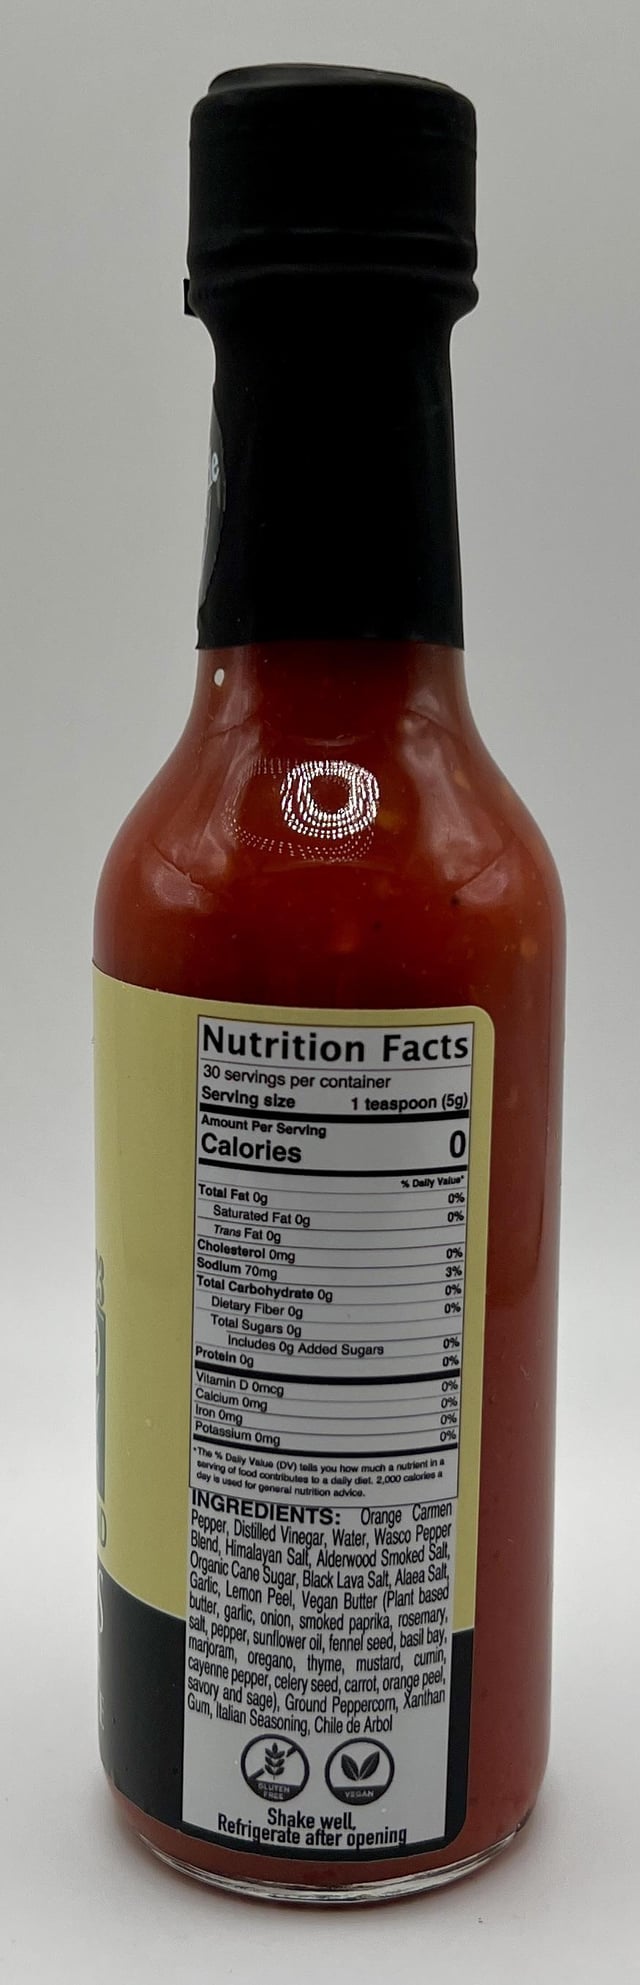 Nutrition Facts
30 servings per container
Serving size 1 teaspoon (5g)
Amount Per Serving
Calories 0
% Daily Value*
Total Fat 0g 0%
Saturated Fat 0g 0%
Trans Fat 0g
Cholesterol 0mg 0%
Sodium 70mg 3%
Total Carbohydrate 0g 0%
Dietary Fiber 0g 0%
Total Sugars 0g
Includes 0g Added Sugars 0%
Protein 0g 0%
Vitamin D 0mcg 0%
Calcium 0mg 0%
Iron 0mg 0%
Potassium 0mg 0%
*The % Daily Value (DV) tells you how much a nutrient in a
serving of food contributes to a daily diet. 2,000 calories a
day is used for general nutrition advice.
INGREDIENTS: Orange Carmen
Pepper, Distilled Vinegar, Water, Wasco Pepper
Blend, Himalayan Salt, Alderwood Smoked Salt,
Organic Cane Sugar, Black Lava Salt, Alaea Salt,
Garlic, Lemon Peel, Vegan Butter (Plant based
butter, garlic, onion, smoked paprika, rosemary,
salt, pepper, sunflower oil, fennel seed, basil bay,
marjoram, oregano, thyme, mustard, cumin,
cayenne pepper, celery seed, carrot, orange peel,
savory and sage), Ground Peppercorn, Xanthan
Gum, Italian Seasoning, Chile de Arbol
GLUTEN
FREE
VEGAN
Shake well,
Refrigerate after opening